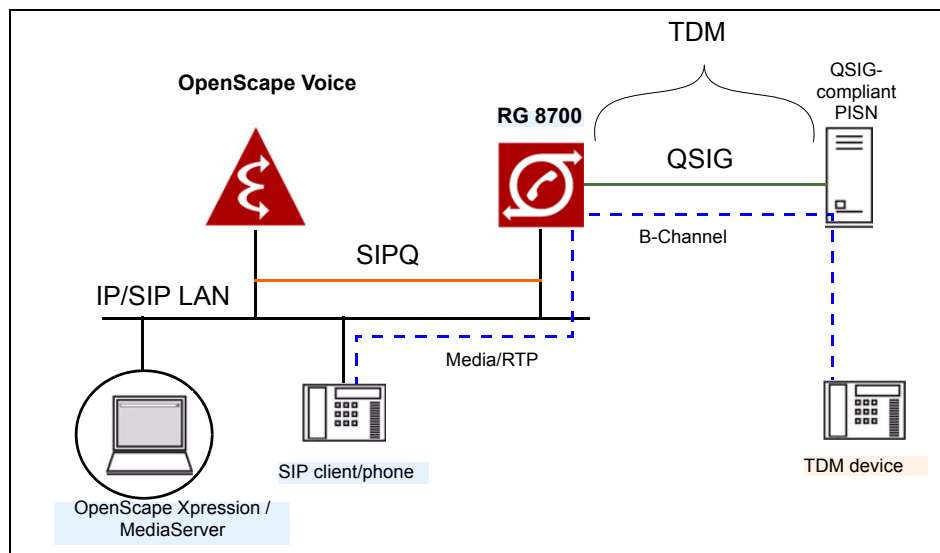 TDM
OpenScape Voice
QSIG-
compliant
PISN
RG 8700
QSIG
B-Channel
SIPQ
IP/SIP LAN
Media/RTP
SIP client/phone
TDM device
OpenScape Xpression /
MediaServer